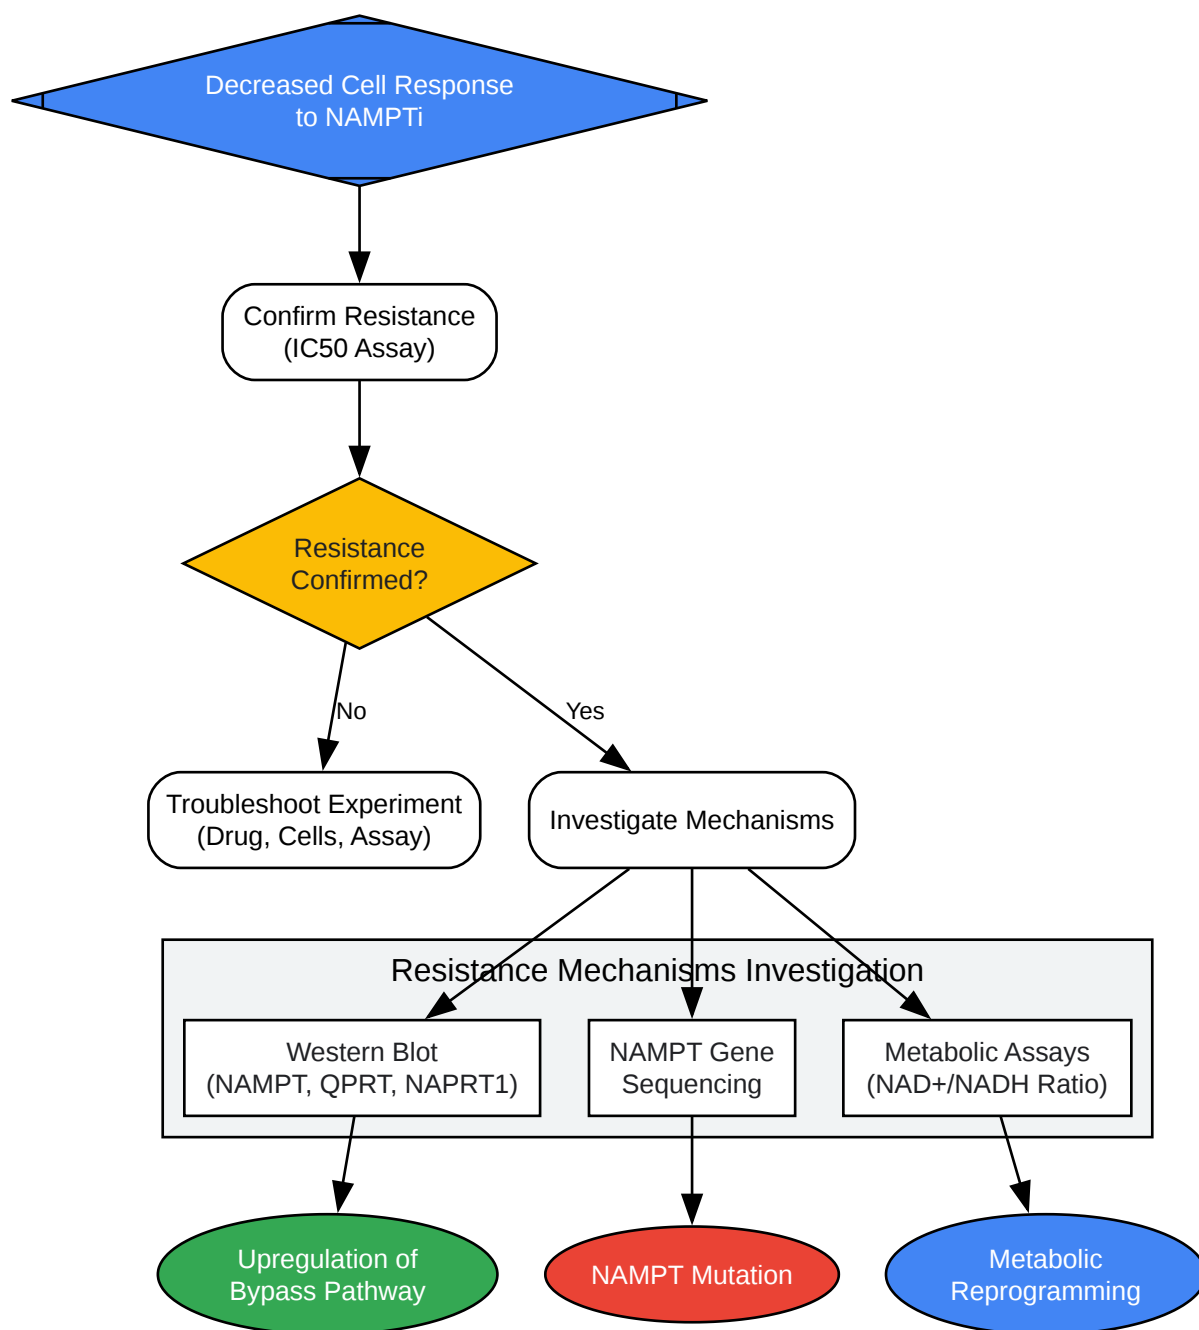 Decreased Cell Response
to NAMPTi
Confirm Resistance
(IC50 Assay)
Resistance
Confirmed?
No
Yes
Troubleshoot Experiment
(Drug, Cells, Assay)
Investigate Mechanisms
Resistance Mechanisms Investigation
Western Blot
(NAMPT, QPRT, NAPRT1)
NAMPT Gene
Sequencing
Metabolic Assays
(NAD+/NADH Ratio)
Upregulation of
Bypass Pathway
NAMPT Mutation
Metabolic
Reprogramming